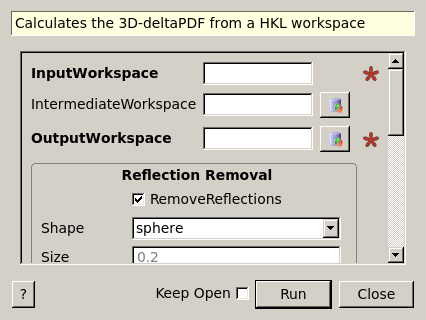 Calculates the 3D-deltaPDF from a HKL workspace
InputWorkspace *
IntermediateWorkspace
OutputWorkspace *
Reflection Removal
RemoveReflections
Shape sphere
Size 0.2
? Keep Open Run Close